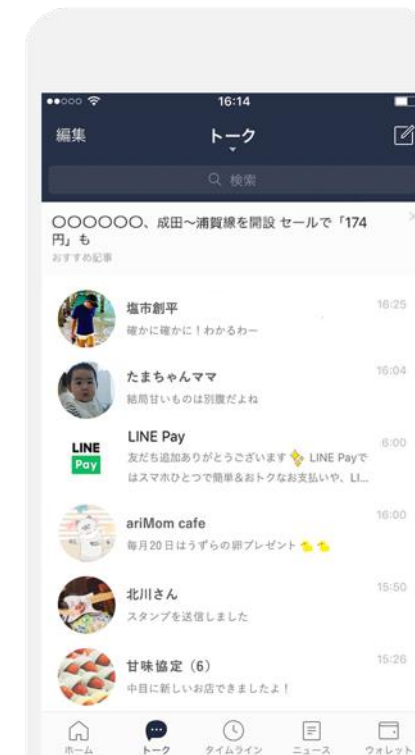 16:14
編集
トーク
検索
〇〇〇〇〇〇、成田〜浦賀線を開設 セールで「174
円」も
おすすめ記事
塩市創平
16:25
確かに確かに！わかるわー
たまちゃんママ
16:04
結局甘いものは別腹だよね
LINE Pay
LINE Pay
6:00
友だち追加ありがとうございます✨ LINE Payで
はスマホひとつで簡単&おトクなお支払いや、LI...
ariMom cafe
16:00
毎月20日はうずらの卵プレゼント🐤🐤
北川さん
15:50
スタンプを送信しました
甘味協定（6）
15:26
中目に新しいお店できましたよ！
ホーム
トーク
タイムライン
ニュース
ウォレット